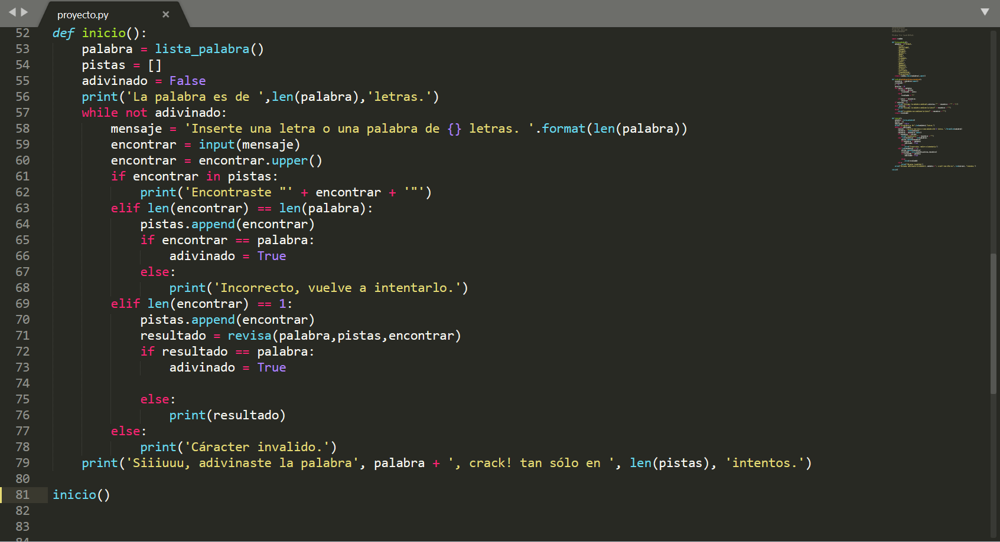 proyecto.py ×
52 def inicio():
53     palabra = lista_palabra()
54     pistas = []
55     adivinado = False
56     print('La palabra es de ',len(palabra),'letras.')
57     while not adivinado:
58         mensaje = 'Inserte una letra o una palabra de {} letras. '.format(len(palabra))
59         encontrar = input(mensaje)
60         encontrar = encontrar.upper()
61         if encontrar in pistas:
62             print('Encontraste "' + encontrar + '"')
63         elif len(encontrar) == len(palabra):
64             pistas.append(encontrar)
65             if encontrar == palabra:
66                 adivinado = True
67             else:
68                 print('Incorrecto, vuelve a intentarlo.')
69         elif len(encontrar) == 1:
70             pistas.append(encontrar)
71             resultado = revisa(palabra,pistas,encontrar)
72             if resultado == palabra:
73                 adivinado = True
74
75             else:
76                 print(resultado)
77         else:
78             print('Cáracter invalido.')
79     print('Siiiuuu, adivinaste la palabra', palabra + ', crack! tan sólo en ', len(pistas), 'intentos.')
80
81 inicio()
82
83
84